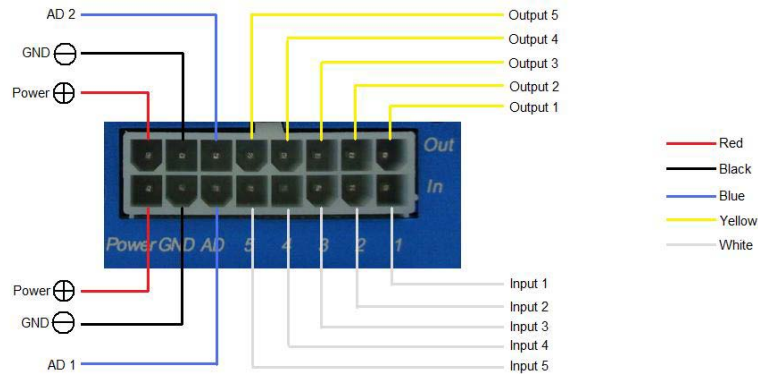 AD 2
Output 5
Output 4
GND
Output 3
Power
Output 2
Output 1
Out
In
Power GND AD 5 4 3 2 1
Red
Black
Blue
Yellow
White
Power
Input 1
Input 2
GND
Input 3
Input 4
AD 1
Input 5